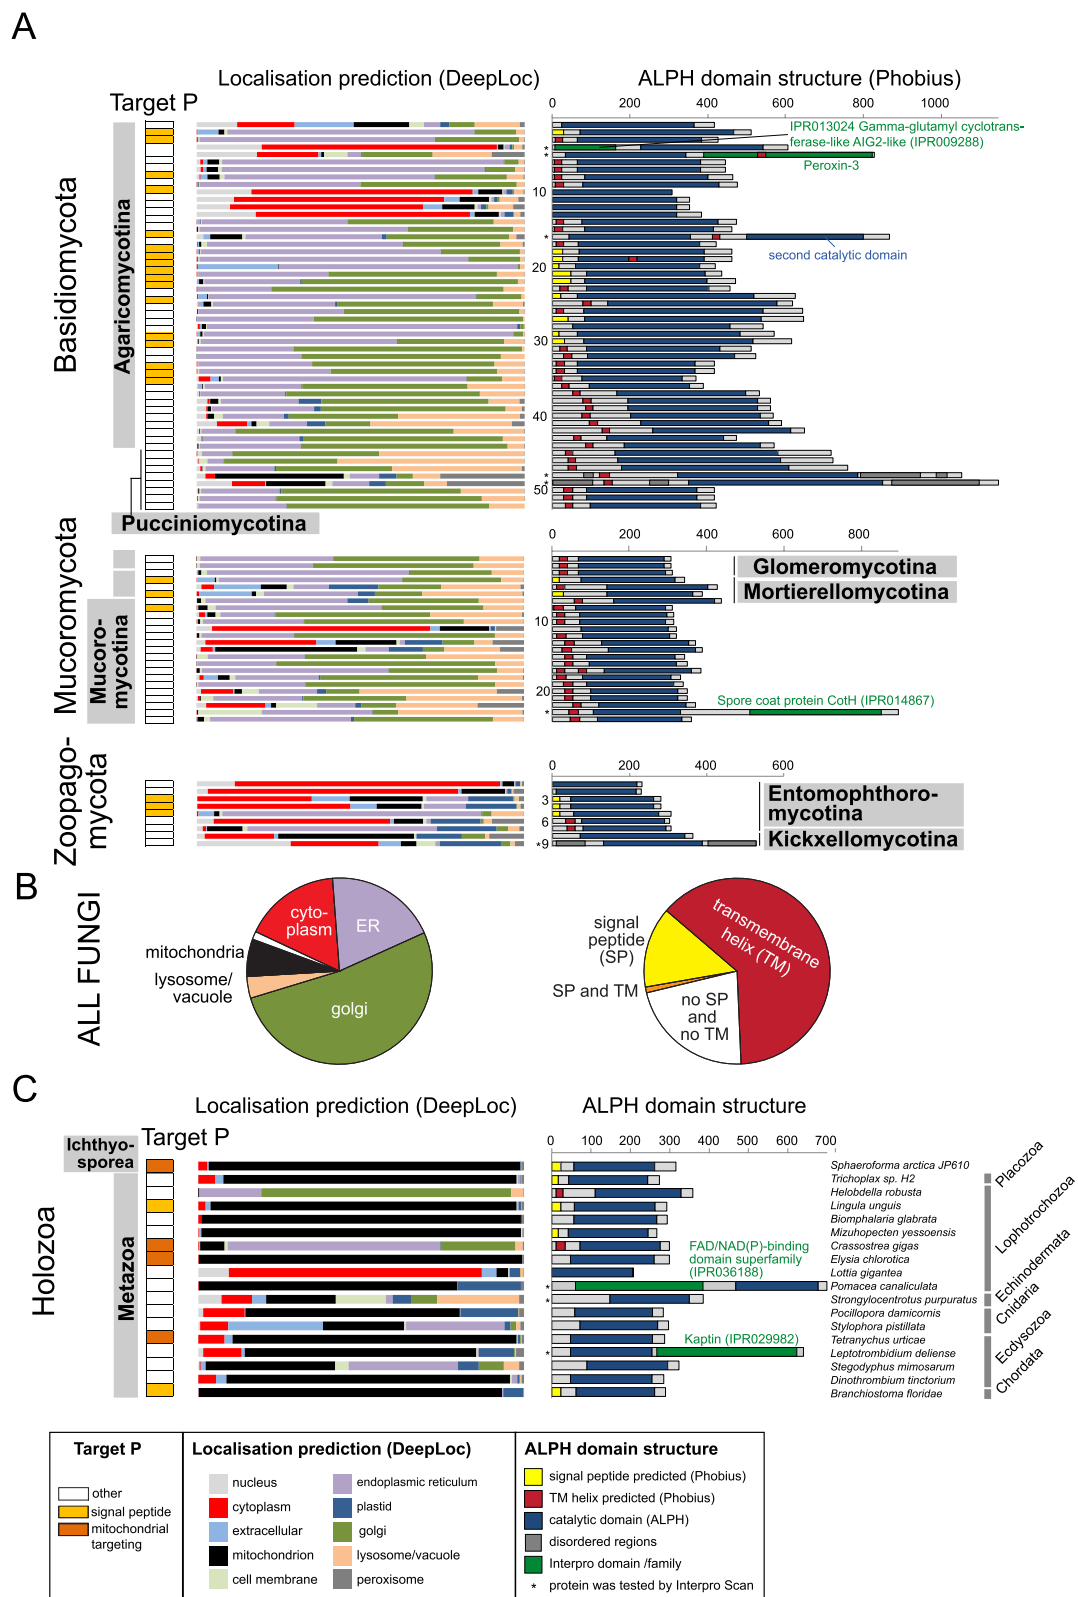 A
Localisation prediction (DeepLoc)
ALPH domain structure (Phobius)
Target P
0 200 400 600 800 1000
IPR013024 Gamma-glutamyl cyclotrans-
ferase-like AIG2-like (IPR009288)
Peroxin-3
second catalytic domain
*
*
10
*
20
30
40
*
*
50
Basidiomycota
Agaricomycotina
Pucciniomycotina
0 200 400 600 800
Mucoromycota
Mucoro-
mycotina
Glomeromycotina
Mortierellomycotina
10
20
*
Spore coat protein CotH (IPR014867)
Zoopago-
mycota
0 200 400 600
3
6
*9
Entomophthoro-
mycotina
Kickxellomycotina
B
ALL FUNGI
cyto-
plasm
ER
mitochondria
lysosome/
vacuole
golgi
signal
peptide
(SP)
transmembrane
helix (TM)
SP and TM
no SP
and
no TM
C
Localisation prediction (DeepLoc)
ALPH domain structure
Target P
0 100 200 300 400 500 600 700
Holozoa
Ichthyo-
sporea
Metazoa
Sphaeroforma arctica JP610
Trichoplax sp. H2
Helobdella robusta
Lingula unguis
Biomphalaria glabrata
Mizuhopecten yessoensis
Crassostrea gigas
Elysia chlorotica
Lottia gigantea
* Pomacea canaliculata
* Strongylocentrotus purpuratus
Pocillopora damicornis
Stylophora pistillata
Tetranychus urticae
* Leptotrombidium deliense
Stegodyphus mimosarum
Dinothrombium tinctorium
Branchiostoma floridae
FAD/NAD(P)-binding
domain superfamily
(IPR036188)
Kaptin (IPR029982)
Placozoa
Lophotrochozoa
Echinodermata
Cnidaria
Ecdysozoa
Chordata
Target P
other
signal peptide
mitochondrial
targeting
Localisation prediction (DeepLoc)
nucleus
cytoplasm
extracellular
mitochondrion
cell membrane
endoplasmic reticulum
plastid
golgi
lysosome/vacuole
peroxisome
ALPH domain structure
signal peptide predicted (Phobius)
TM helix predicted (Phobius)
catalytic domain (ALPH)
disordered regions
Interpro domain /family
* protein was tested by Interpro Scan